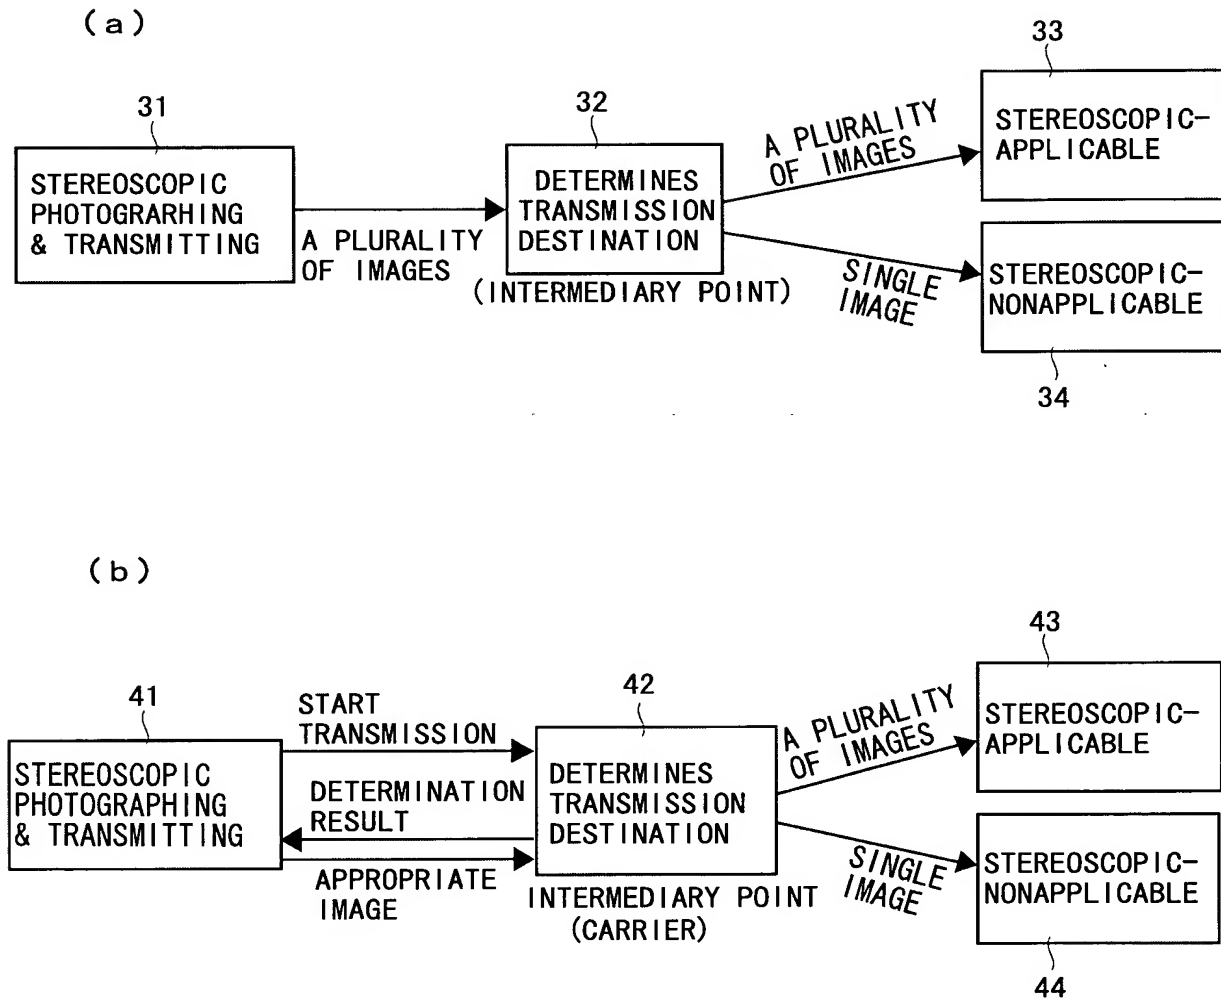 (a)
31
STEREOSCOPIC
PHOTOGRARHING
& TRANSMITTING
A PLURALITY
OF IMAGES
32
DETERMINES
TRANSMISSION
DESTINATION
(INTERMEDIARY POINT)
A PLURALITY
OF IMAGES
SINGLE
IMAGE
33
STEREOSCOPIC-
APPLICABLE
STEREOSCOPIC-
NONAPPLICABLE
34
(b)
41
STEREOSCOPIC
PHOTOGRAPHING
& TRANSMITTING
START
TRANSMISSION
DETERMINATION
RESULT
APPROPRIATE
IMAGE
42
DETERMINES
TRANSMISSION
DESTINATION
INTERMEDIARY POINT
(CARRIER)
A PLURALITY
OF IMAGES
SINGLE
IMAGE
43
STEREOSCOPIC-
APPLICABLE
STEREOSCOPIC-
NONAPPLICABLE
44